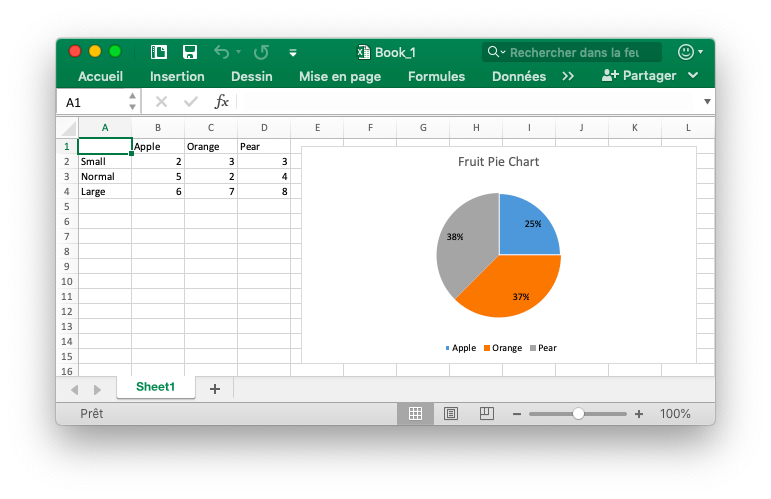 Book_1
Rechercher dans la feu
Accueil Insertion Dessin Mise en page Formules Données >> Partager
A1 fx
A B C D E F G H I J K L
1 Apple Orange Pear
2 Small 2 3 3
3 Normal 5 2 4
4 Large 6 7 8
5
6
7
8
9
10
11
12
13
14
15
16
Fruit Pie Chart
25%
38%
37%
Apple Orange Pear
Sheet1 +
Prêt − + 100%